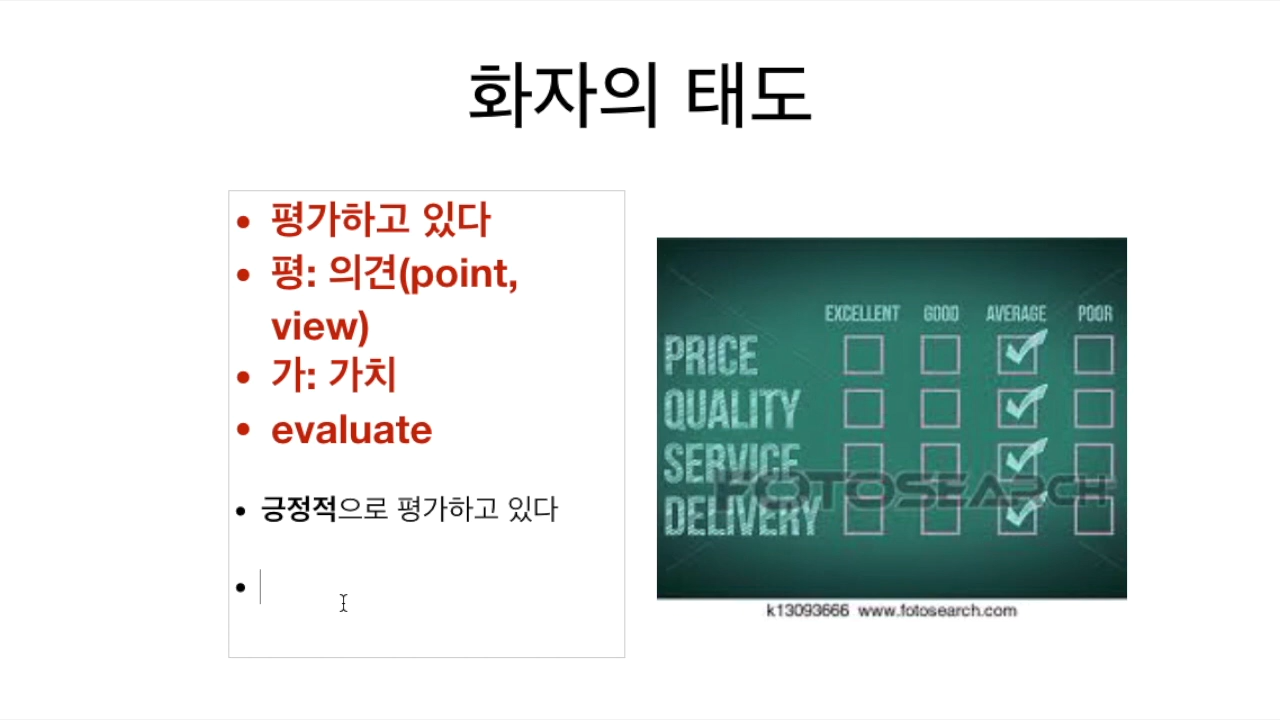 화자의 태도
• 평가하고 있다
• 평: 의견(point,
view)
• 가: 가치
• evaluate
• 긍정적으로 평가하고 있다
•
EXCELLENT GOOD AVERAGE POOR
PRICE
QUALITY
SERVICE
DELIVERY
FOTOSEARCH
k13093666 www.fotosearch.com